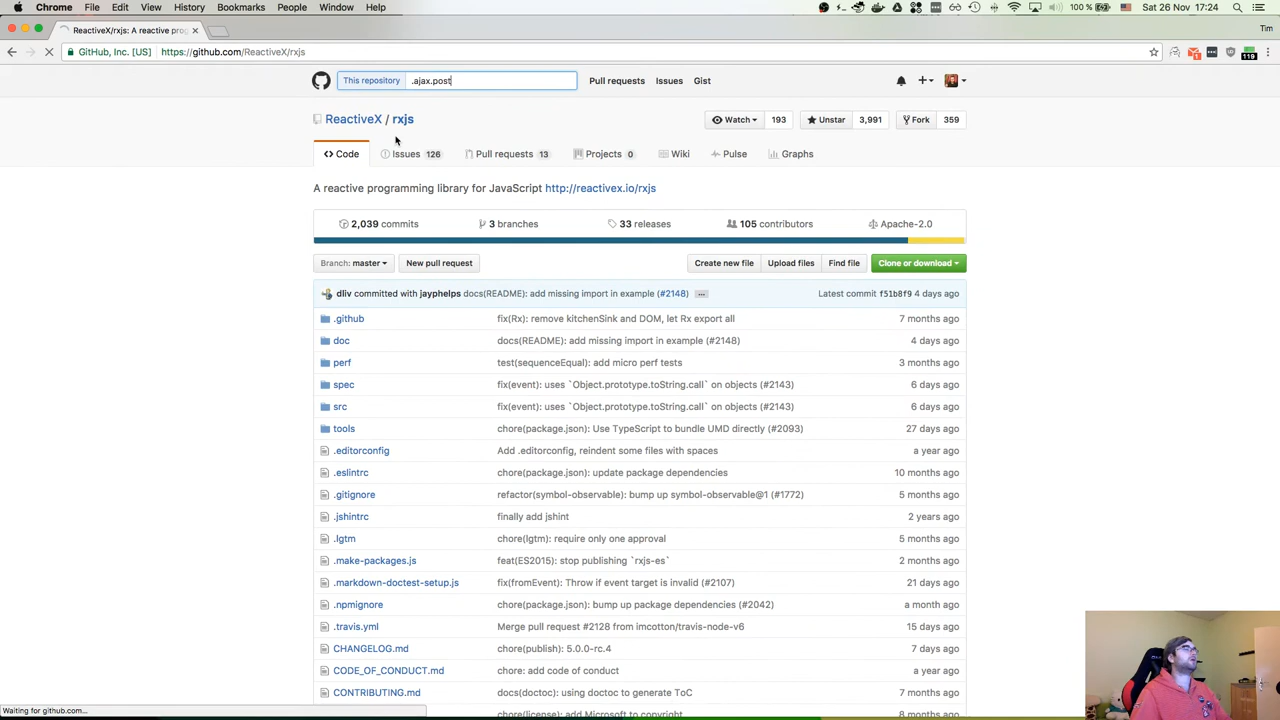 Chrome File Edit View History Bookmarks People Window Help
100 % Sat 26 Nov 17:24
ReactiveX/rxjs: A reactive prog
Tim
GitHub, Inc. [US] https://github.com/ReactiveX/rxjs
119
This repository .ajax.post
Pull requests Issues Gist
ReactiveX / rxjs
Watch 193 Unstar 3,991 Fork 359
Code Issues 126 Pull requests 13 Projects 0 Wiki Pulse Graphs
A reactive programming library for JavaScript http://reactivex.io/rxjs
2,039 commits 3 branches 33 releases 105 contributors Apache-2.0
Branch: master New pull request Create new file Upload files Find file Clone or download
dliv committed with jayphelps docs(README): add missing import in example (#2148) ... Latest commit f51b8f9 4 days ago
.github fix(Rx): remove kitchenSink and DOM, let Rx export all 7 months ago
doc docs(README): add missing import in example (#2148) 4 days ago
perf test(sequenceEqual): add micro perf tests 3 months ago
spec fix(event): uses `Object.prototype.toString.call` on objects (#2143) 6 days ago
src fix(event): uses `Object.prototype.toString.call` on objects (#2143) 6 days ago
tools chore(package.json): Use TypeScript to bundle UMD directly (#2093) 27 days ago
.editorconfig Add .editorconfig, reindent some files with spaces a year ago
.eslintrc chore(package.json): update package dependencies 10 months ago
.gitignore refactor(symbol-observable): bump up symbol-observable@1 (#1772) 5 months ago
.jshintrc finally add jshint 2 years ago
.lgtm chore(lgtm): require only one approval 5 months ago
.make-packages.js feat(ES2015): stop publishing `rxjs-es` 2 months ago
.markdown-doctest-setup.js fix(fromEvent): Throw if event target is invalid (#2107) 21 days ago
.npmignore chore(package.json): bump up package dependencies (#2042) a month ago
.travis.yml Merge pull request #2128 from imcotton/travis-node-v6 15 days ago
CHANGELOG.md chore(publish): 5.0.0-rc.4 7 days ago
CODE_OF_CONDUCT.md chore: add code of conduct a year ago
CONTRIBUTING.md docs(doctoc): using doctoc to generate ToC 7 months ago
chore(license): add Microsoft to copyright 8 months ago
Waiting for github.com...